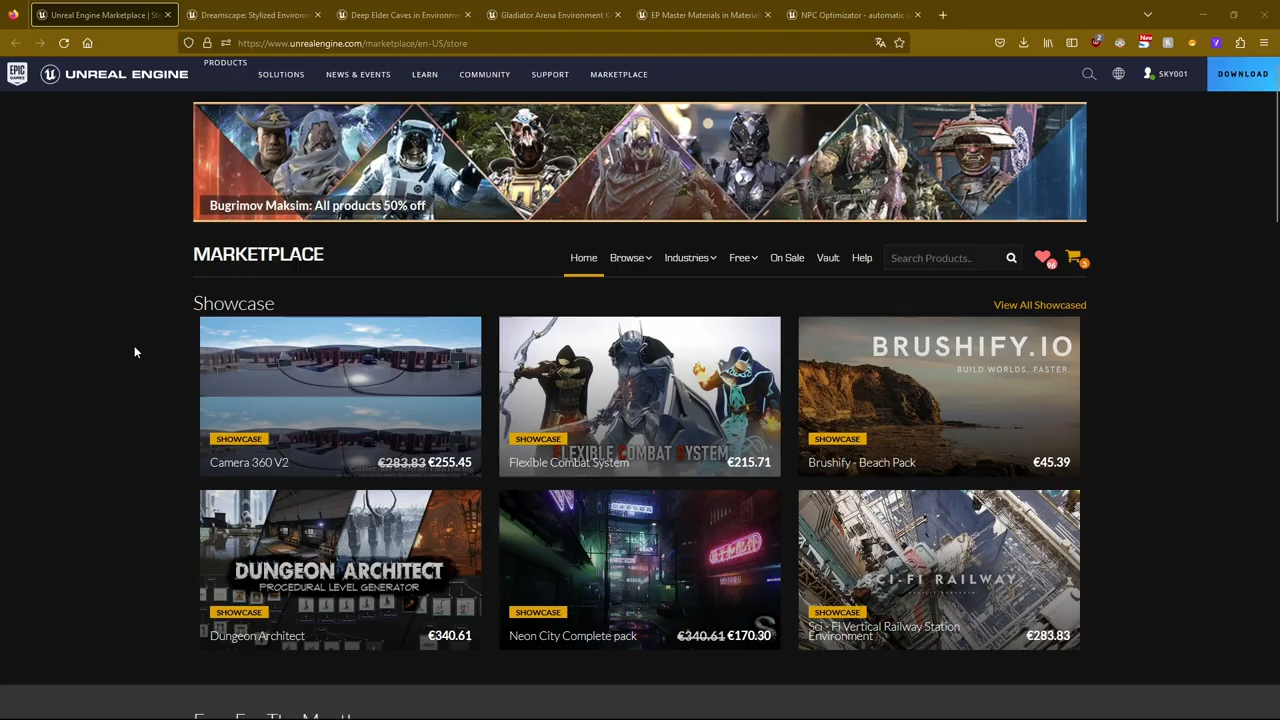 Unreal Engine Marketplace | S
Dreamscape: Stylized Environm
Deep Elder Caves in Environme
Gladiator Arena Environment K
EP Master Materials in Materia
NPC Optimizator - automatic
https://www.unrealengine.com/marketplace/en-US/store
New
EPIC GAMES
UNREAL ENGINE
PRODUCTS
SOLUTIONS
NEWS & EVENTS
LEARN
COMMUNITY
SUPPORT
MARKETPLACE
SKY001
DOWNLOAD
Bugrimov Maksim: All products 50% off
MARKETPLACE
Home
Browse
Industries
Free
On Sale
Vault
Help
Search Products..
96
5
Showcase
View All Showcased
SHOWCASE
Camera 360 V2
€283.83 €255.45
FLEXIBLE COMBAT SYSTEM
SHOWCASE
Flexible Combat System
€215.71
BRUSHIFY.IO
BUILD WORLDS. FASTER.
SHOWCASE
Brushify - Beach Pack
€45.39
DUNGEON ARCHITECT
PROCEDURAL LEVEL GENERATOR
SHOWCASE
Dungeon Architect
€340.61
SHOWCASE
Neon City Complete pack
€340.61 €170.30
SCI-FI RAILWAY
SHOWCASE
Sci - Fi Vertical Railway Station
Environment
€283.83